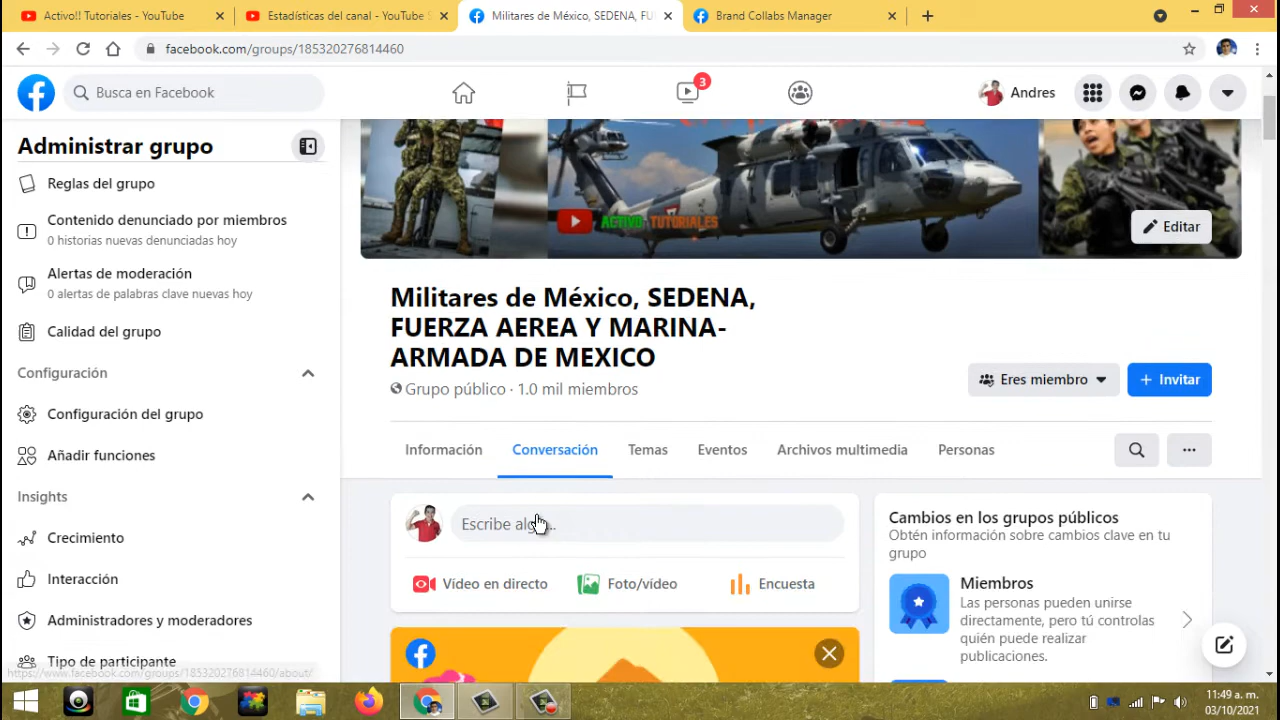 Activo!! Tutoriales - YouTube
Estadísticas del canal - YouTube S
Militares de México, SEDENA, FU
Brand Collabs Manager
facebook.com/groups/185320276814460
Busca en Facebook
3
Andres
Administrar grupo
Reglas del grupo
Contenido denunciado por miembros
0 historias nuevas denunciadas hoy
Alertas de moderación
0 alertas de palabras clave nuevas hoy
Calidad del grupo
Configuración
Configuración del grupo
Añadir funciones
Insights
Crecimiento
Interacción
Administradores y moderadores
Tipo de participante
https://www.facebook.com/groups/185320276814460/about/
ACTIVO TUTORIALES
Editar
Militares de México, SEDENA,
FUERZA AEREA Y MARINA-
ARMADA DE MEXICO
Grupo público · 1.0 mil miembros
Eres miembro
+ Invitar
Información
Conversación
Temas
Eventos
Archivos multimedia
Personas
Escribe algo...
Vídeo en directo
Foto/vídeo
Encuesta
Cambios en los grupos públicos
Obtén información sobre cambios clave en tu
grupo
Miembros
Las personas pueden unirse
directamente, pero tú controlas
quién puede realizar
publicaciones.
11:49 a. m.
03/10/2021